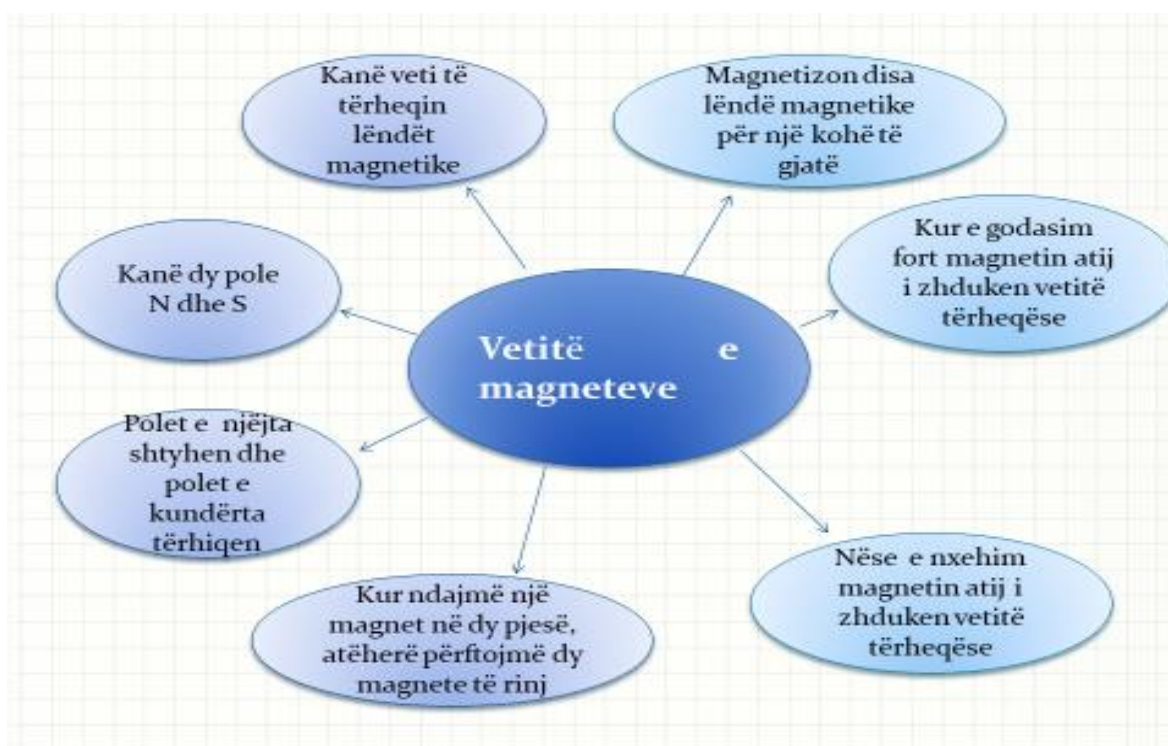 Kanë veti të
tërheqin
lëndët
magnetike
Magnetizon disa
lëndë magnetike
për një kohë të
gjatë
Kanë dy pole
N dhe S
Kur e godasim
fort magnetin atij
i zhduken vetitë
tërheqëse
Vetitë e
magneteve
Polet e njëjta
shtyhen dhe
polet e
kundërta
tërhiqen
Kur ndajmë një
magnet në dy pjesë,
atëherë përftojmë dy
magnete të rinj
Nëse e nxehim
magnetin atij i
zhduken vetitë
tërheqëse